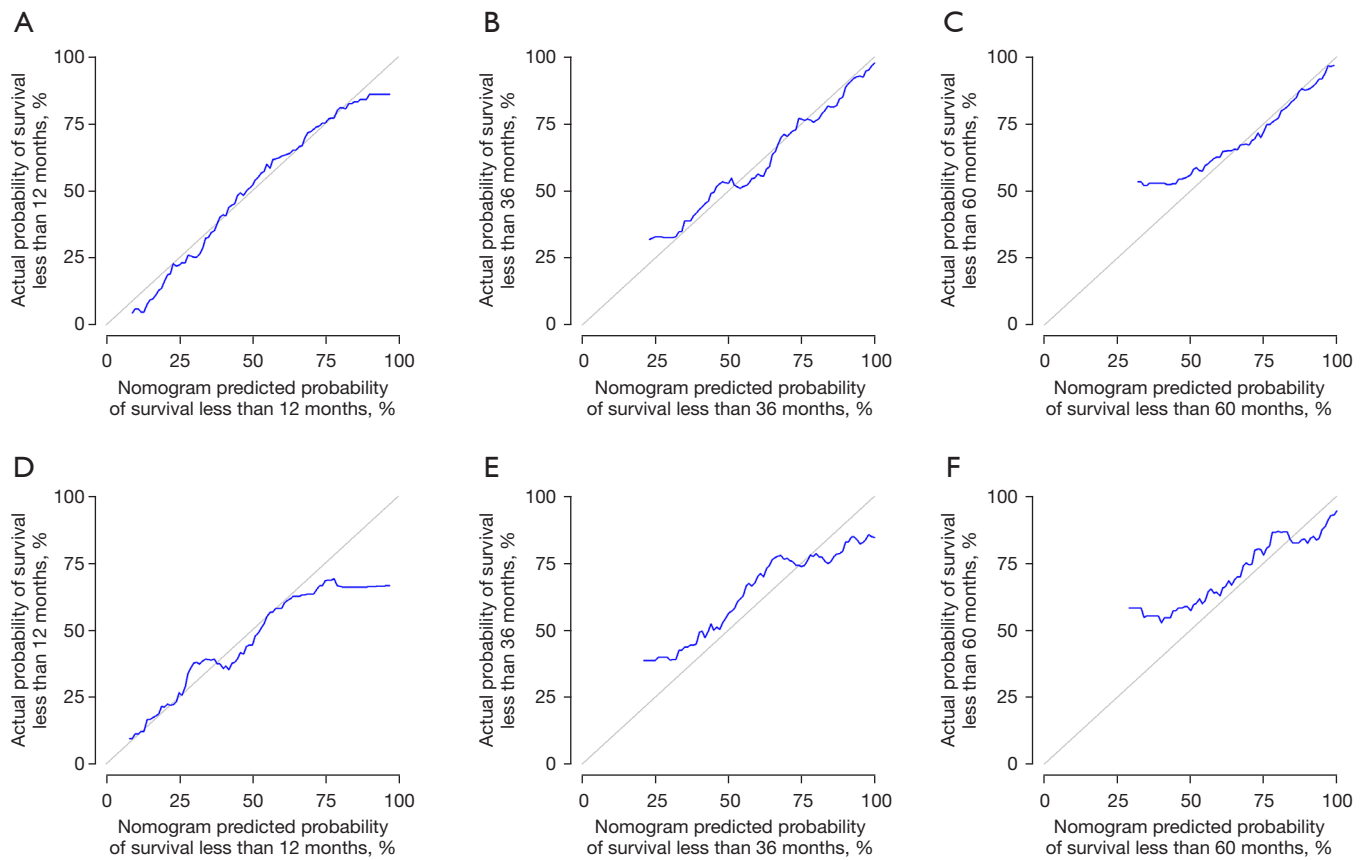 A
Actual probability of survival
less than 12 months, %
100
75
50
25
0
0 25 50 75 100
Nomogram predicted probability
of survival less than 12 months, %
B
Actual probability of survival
less than 36 months, %
100
75
50
25
0
0 25 50 75 100
Nomogram predicted probability
of survival less than 36 months, %
C
Actual probability of survival
less than 60 months, %
100
75
50
25
0
0 25 50 75 100
Nomogram predicted probability
of survival less than 60 months, %
D
Actual probability of survival
less than 12 months, %
100
75
50
25
0
0 25 50 75 100
Nomogram predicted probability
of survival less than 12 months, %
E
Actual probability of survival
less than 36 months, %
100
75
50
25
0
0 25 50 75 100
Nomogram predicted probability
of survival less than 36 months, %
F
Actual probability of survival
less than 60 months, %
100
75
50
25
0
0 25 50 75 100
Nomogram predicted probability
of survival less than 60 months, %